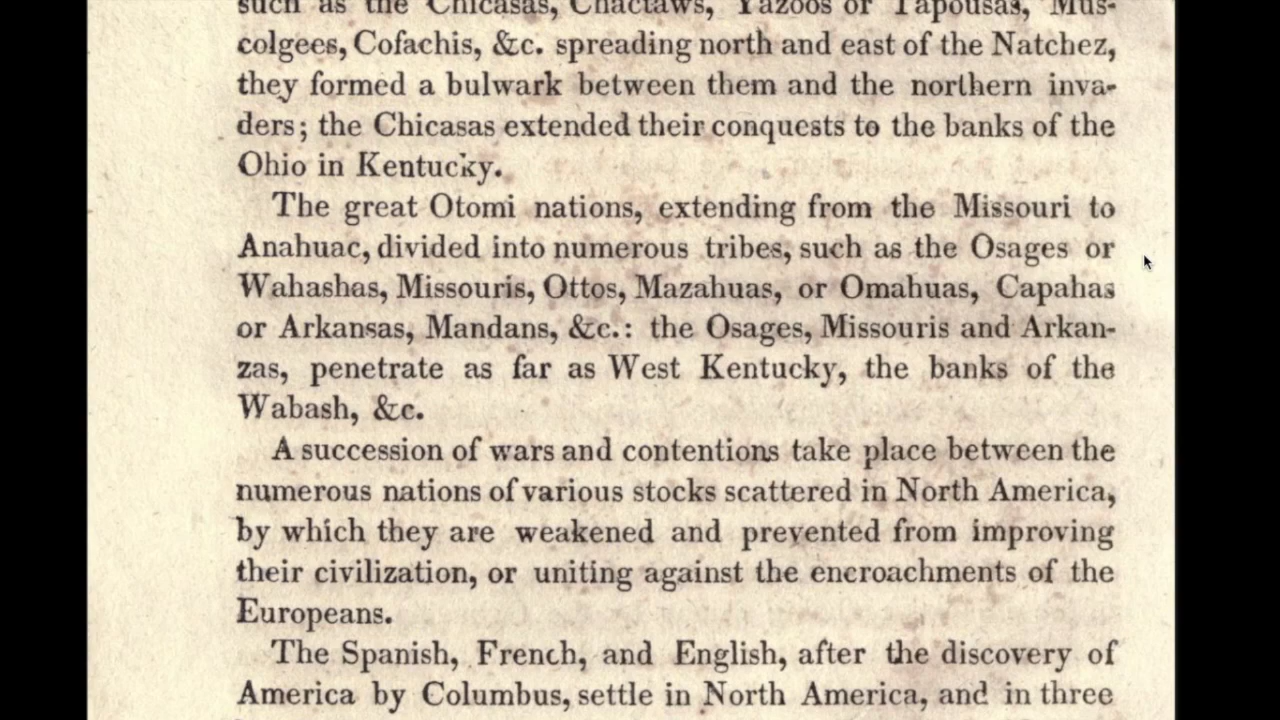 such as the Chicasas, Chactaws, Yazoos or Tapousas, Mus-
colgees, Cofachis, &c. spreading north and east of the Natchez,
they formed a bulwark between them and the northern inva-
ders; the Chicasas extended their conquests to the banks of the
Ohio in Kentucky.
The great Otomi nations, extending from the Missouri to
Anahuac, divided into numerous tribes, such as the Osages or
Wahashas, Missouris, Ottos, Mazahuas, or Omahuas, Capahas
or Arkansas, Mandans, &c.: the Osages, Missouris and Arkan-
zas, penetrate as far as West Kentucky, the banks of the
Wabash, &c.
A succession of wars and contentions take place between the
numerous nations of various stocks scattered in North America,
by which they are weakened and prevented from improving
their civilization, or uniting against the encroachments of the
Europeans.
The Spanish, French, and English, after the discovery of
America by Columbus, settle in North America, and in three